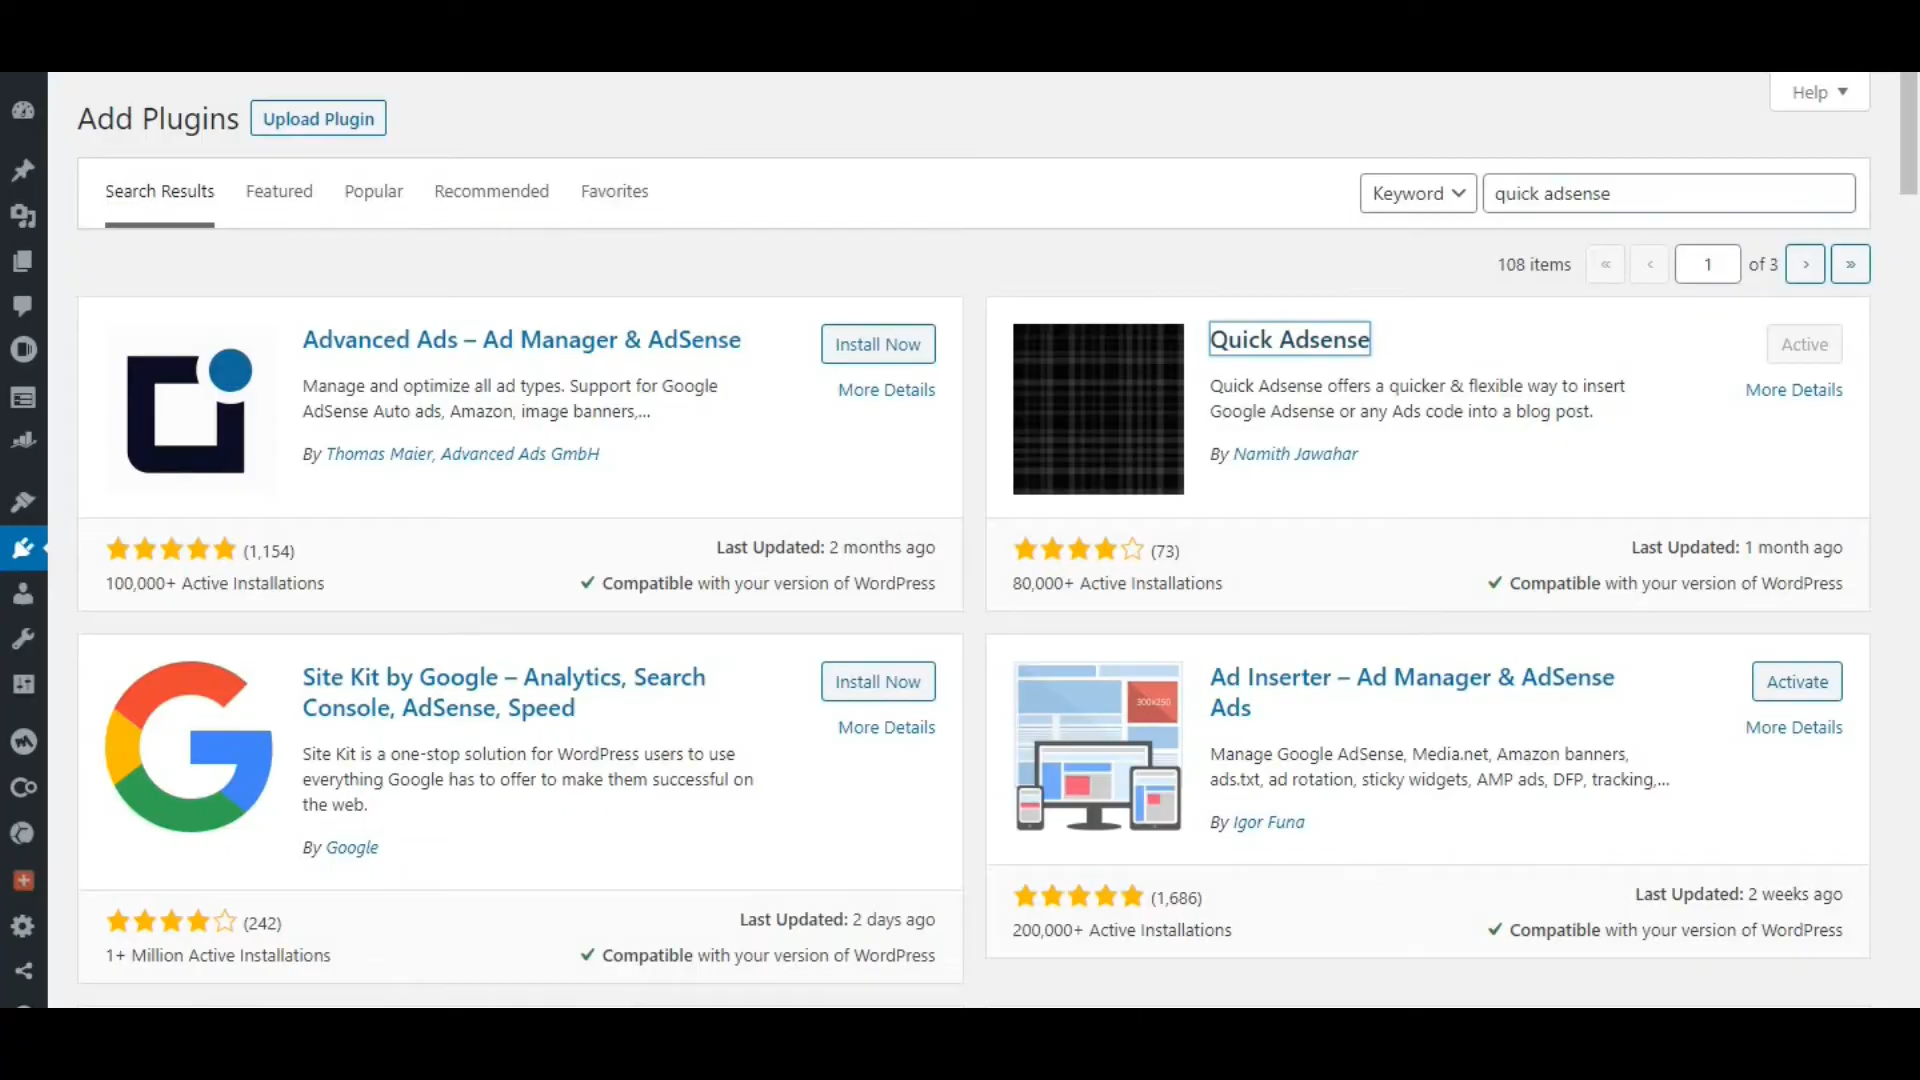 Help
Add Plugins Upload Plugin
Search Results Featured Popular Recommended Favorites Keyword quick adsense
108 items « ‹ 1 of 3 › »
Advanced Ads – Ad Manager & AdSense
Install Now
More Details
Manage and optimize all ad types. Support for Google
AdSense Auto ads, Amazon, image banners,...
By Thomas Maier, Advanced Ads GmbH
(1,154)
Last Updated: 2 months ago
100,000+ Active Installations
Compatible with your version of WordPress
Quick Adsense
Active
More Details
Quick Adsense offers a quicker & flexible way to insert
Google Adsense or any Ads code into a blog post.
By Namith Jawahar
(73)
Last Updated: 1 month ago
80,000+ Active Installations
Compatible with your version of WordPress
Site Kit by Google – Analytics, Search
Console, AdSense, Speed
Install Now
More Details
Site Kit is a one-stop solution for WordPress users to use
everything Google has to offer to make them successful on
the web.
By Google
(242)
Last Updated: 2 days ago
1+ Million Active Installations
Compatible with your version of WordPress
300x250
Ad Inserter – Ad Manager & AdSense
Ads
Activate
More Details
Manage Google AdSense, Media.net, Amazon banners,
ads.txt, ad rotation, sticky widgets, AMP ads, DFP, tracking,...
By Igor Funa
(1,686)
Last Updated: 2 weeks ago
200,000+ Active Installations
Compatible with your version of WordPress